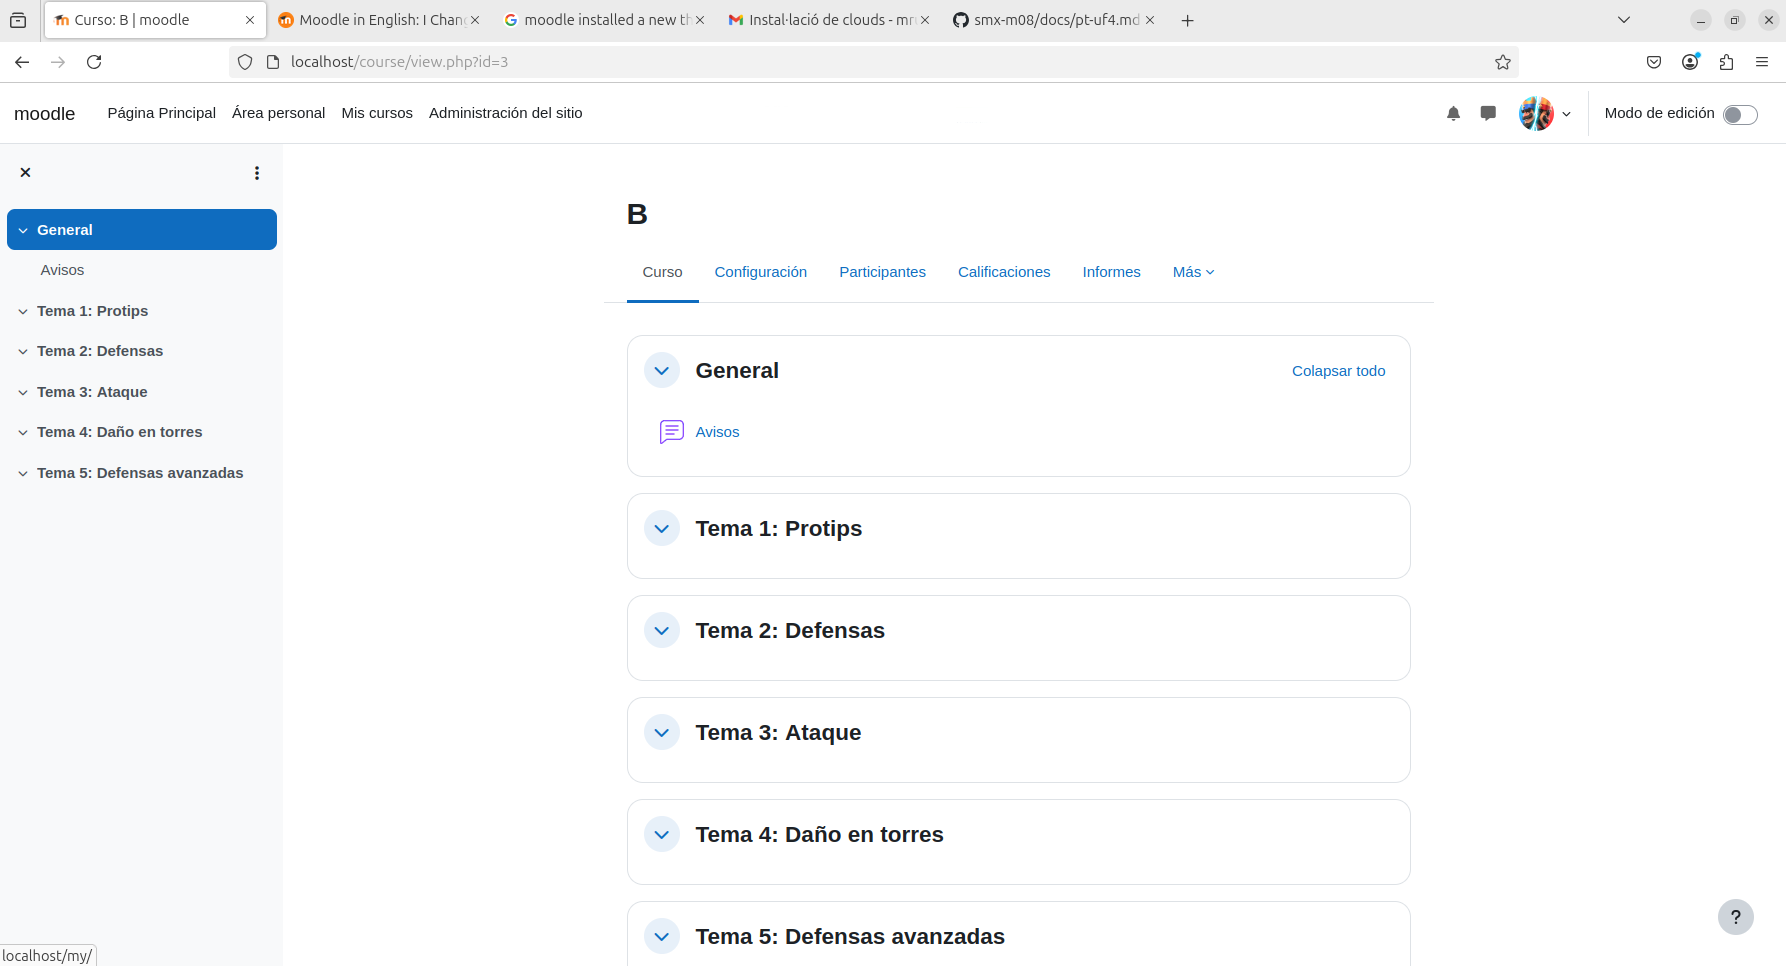 Curso: B | moodle
Moodle in English: I Chang
moodle installed a new th
Instal·lació de clouds - mr
smx-m08/docs/pt-uf4.md
localhost/course/view.php?id=3
moodle
Página Principal
Área personal
Mis cursos
Administración del sitio
Modo de edición
General
Avisos
Tema 1: Protips
Tema 2: Defensas
Tema 3: Ataque
Tema 4: Daño en torres
Tema 5: Defensas avanzadas
B
Curso
Configuración
Participantes
Calificaciones
Informes
Más
General
Colapsar todo
Avisos
Tema 1: Protips
Tema 2: Defensas
Tema 3: Ataque
Tema 4: Daño en torres
Tema 5: Defensas avanzadas
?
localhost/my/